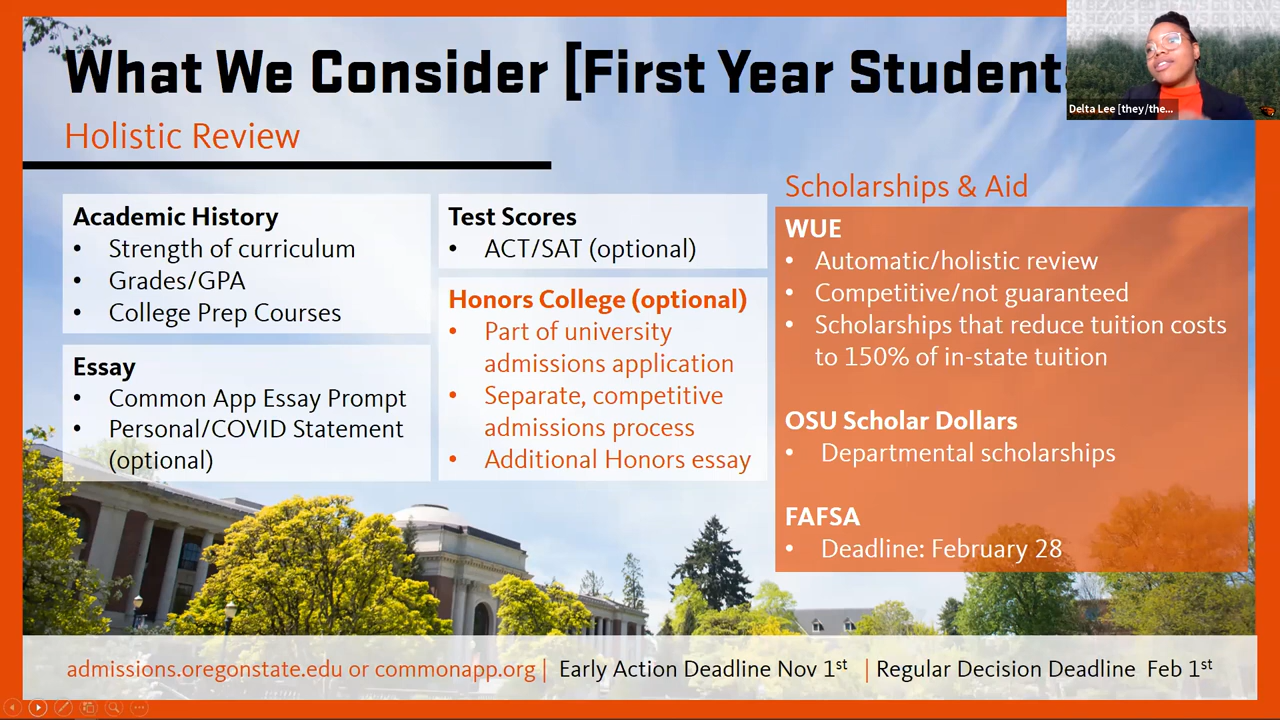 What We Consider [First Year Students
Holistic Review
Academic History
• Strength of curriculum
• Grades/GPA
• College Prep Courses
Essay
• Common App Essay Prompt
• Personal/COVID Statement
(optional)
Test Scores
• ACT/SAT (optional)
Honors College (optional)
• Part of university
admissions application
• Separate, competitive
admissions process
• Additional Honors essay
Scholarships & Aid
WUE
• Automatic/holistic review
• Competitive/not guaranteed
• Scholarships that reduce tuition costs
to 150% of in-state tuition
OSU Scholar Dollars
• Departmental scholarships
FAFSA
• Deadline: February 28
admissions.oregonstate.edu or commonapp.org | Early Action Deadline Nov 1st | Regular Decision Deadline Feb 1st
Delta Lee [they/the...